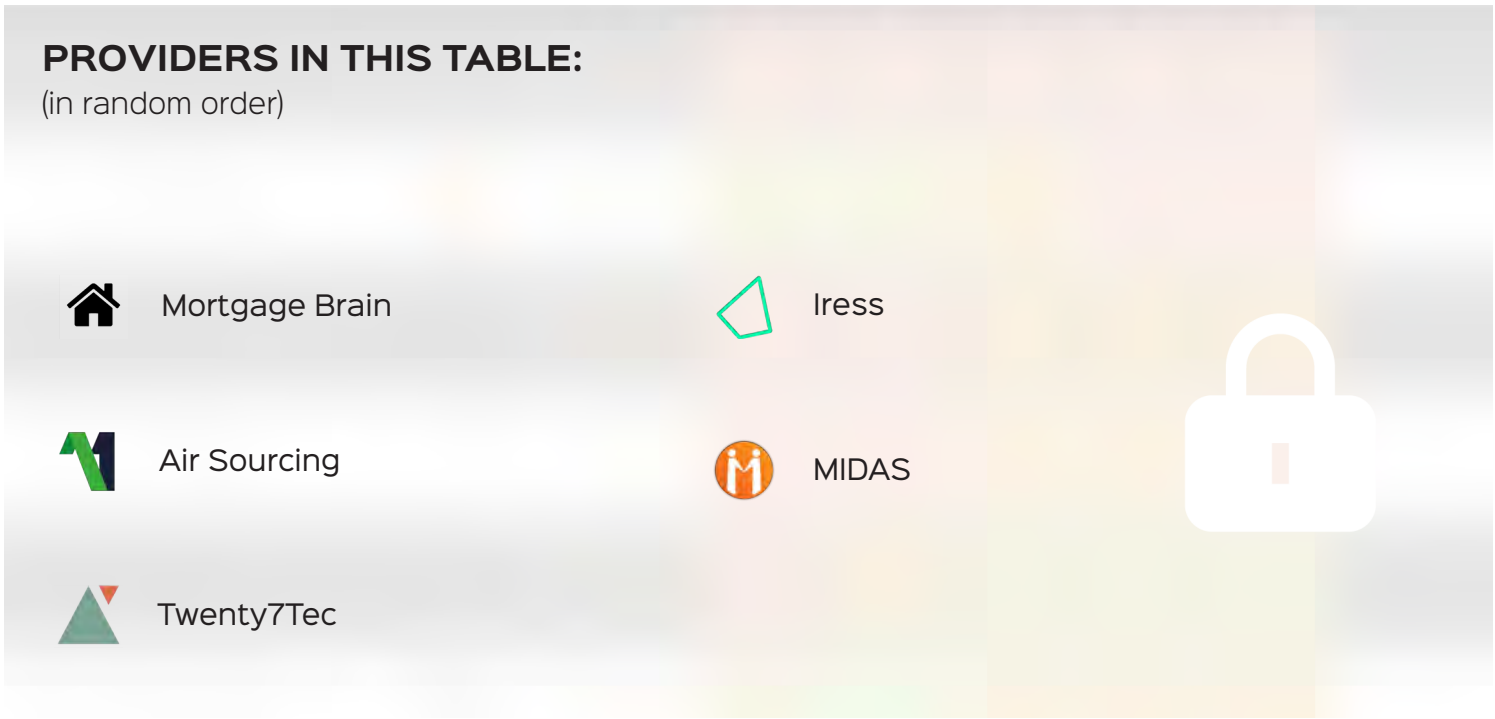 PROVIDERS IN THIS TABLE:
(in random order)
Mortgage Brain
Iress
Air Sourcing
MIDAS
Twenty7Tec